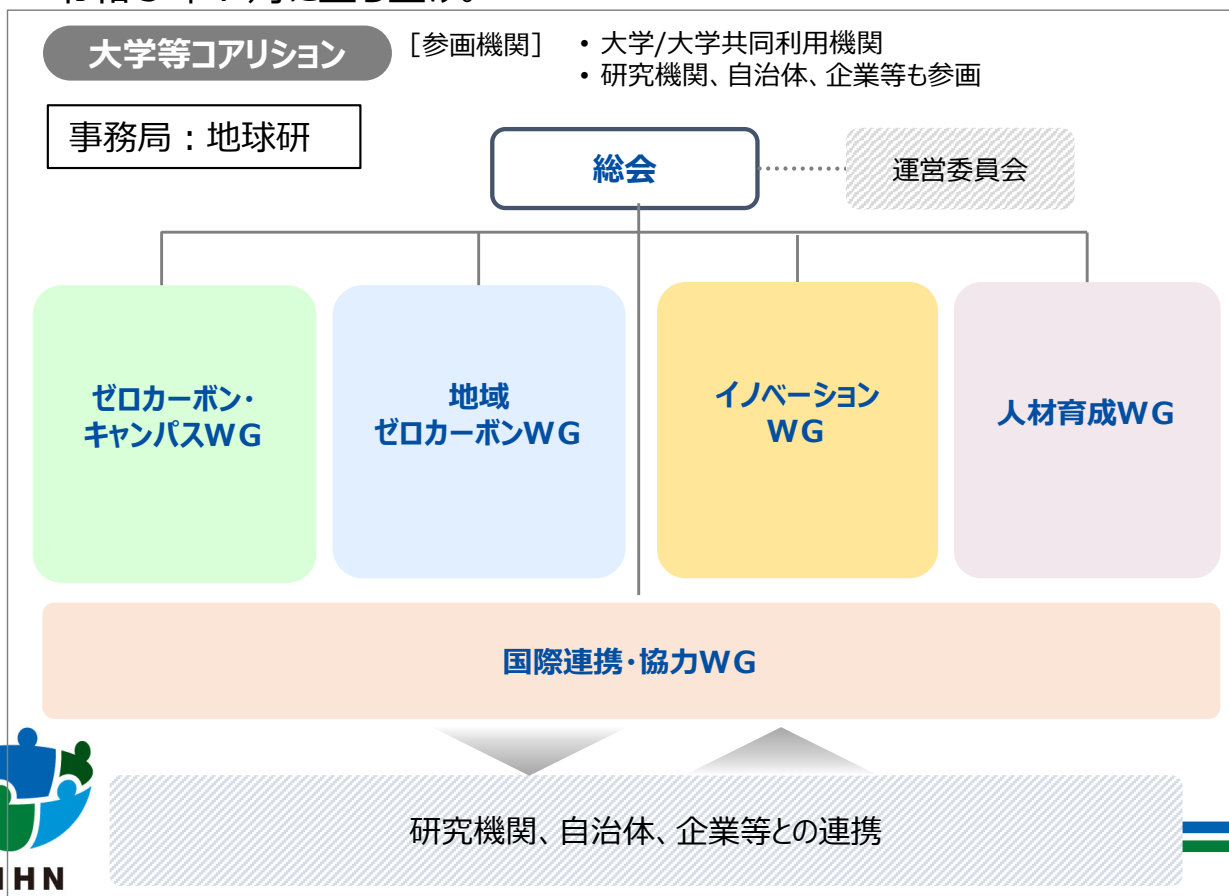 大学等コアリション
[参画機関]
• 大学/大学共同利用機関
• 研究機関、自治体、企業等も参画
事務局：地球研
総会
運営委員会
ゼロカーボン・
キャンパスWG
地域
ゼロカーボンWG
イノベーション
WG
人材育成WG
国際連携・協力WG
研究機関、自治体、企業等との連携
IHN